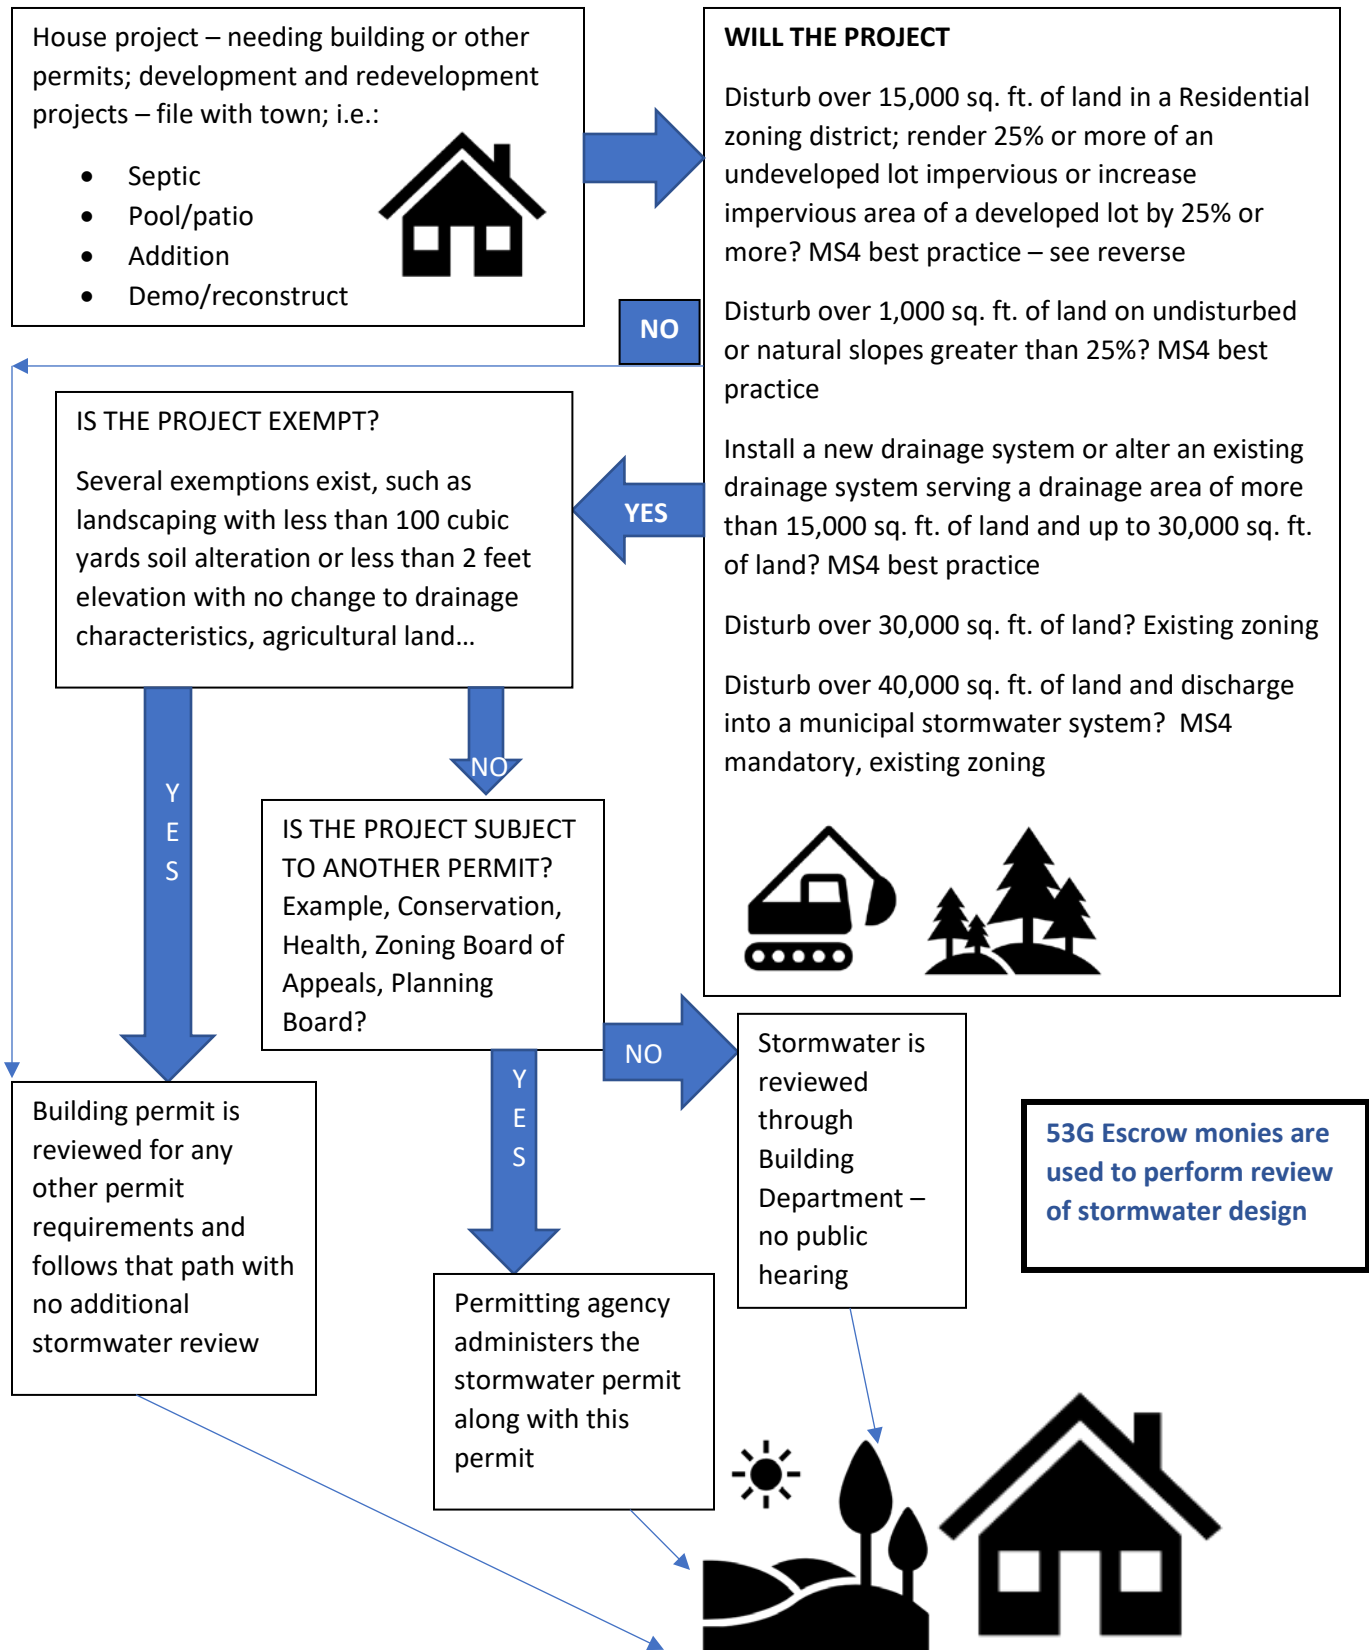 House project – needing building or other
permits; development and redevelopment
projects – file with town; i.e.:
• Septic
• Pool/patio
• Addition
• Demo/reconstruct
WILL THE PROJECT
Disturb over 15,000 sq. ft. of land in a Residential
zoning district; render 25% or more of an
undeveloped lot impervious or increase
impervious area of a developed lot by 25% or
more? MS4 best practice – see reverse
Disturb over 1,000 sq. ft. of land on undisturbed
or natural slopes greater than 25%? MS4 best
practice
Install a new drainage system or alter an existing
drainage system serving a drainage area of more
than 15,000 sq. ft. of land and up to 30,000 sq. ft.
of land? MS4 best practice
Disturb over 30,000 sq. ft. of land? Existing zoning
Disturb over 40,000 sq. ft. of land and discharge
into a municipal stormwater system?  MS4
mandatory, existing zoning
NO
YES
IS THE PROJECT EXEMPT?
Several exemptions exist, such as
landscaping with less than 100 cubic
yards soil alteration or less than 2 feet
elevation with no change to drainage
characteristics, agricultural land…
Y
E
S
NO
IS THE PROJECT SUBJECT
TO ANOTHER PERMIT?
Example, Conservation,
Health, Zoning Board of
Appeals, Planning
Board?
NO
Y
E
S
Stormwater is
reviewed
through
Building
Department –
no public
hearing
53G Escrow monies are
used to perform review
of stormwater design
Building permit is
reviewed for any
other permit
requirements and
follows that path with
no additional
stormwater review
Permitting agency
administers the
stormwater permit
along with this
permit